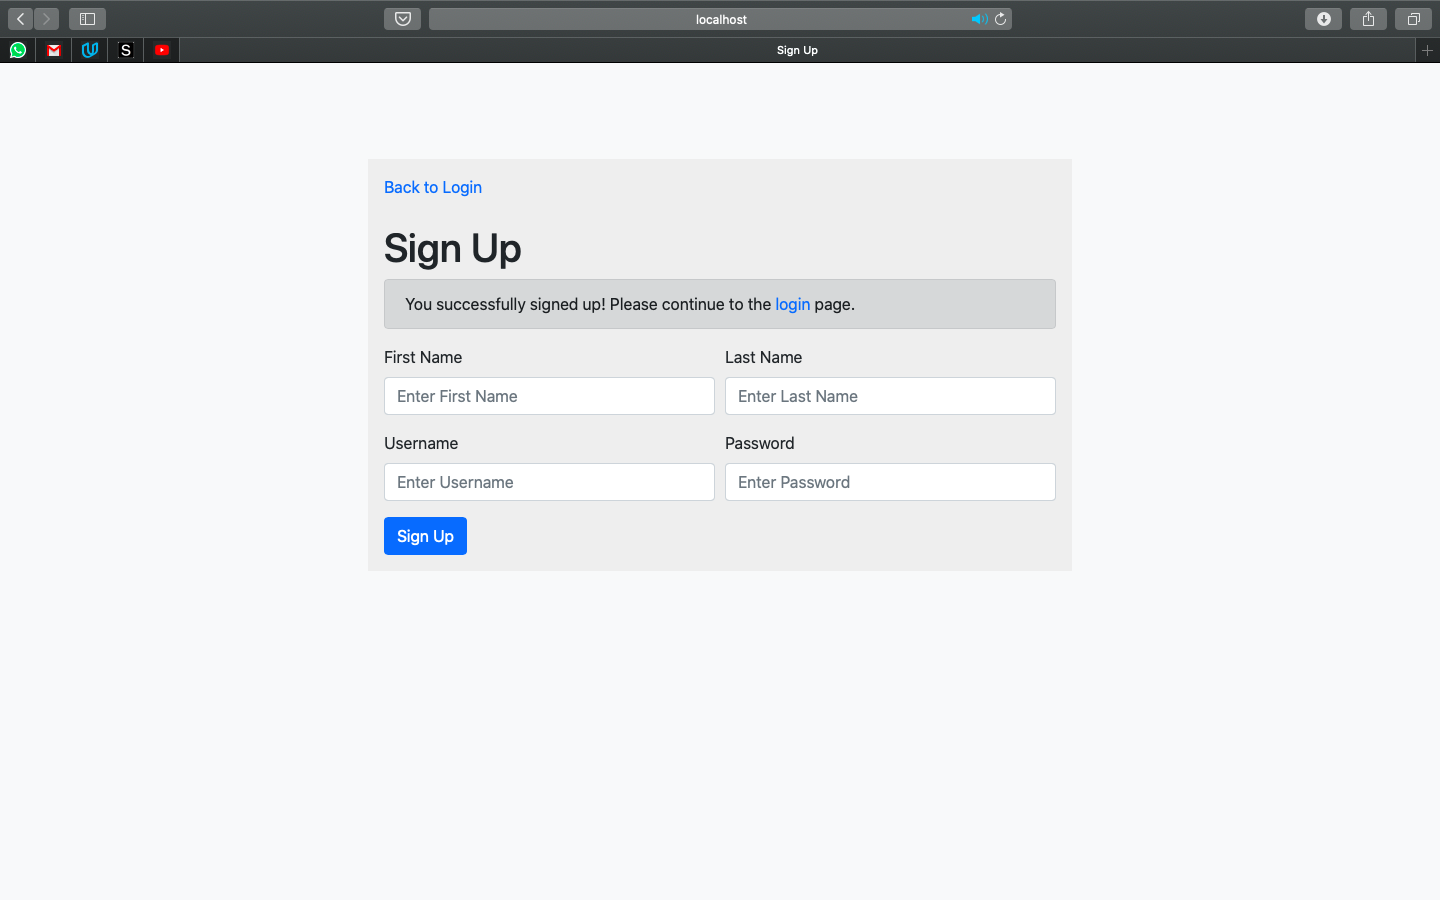 localhost
S
Sign Up
Back to Login
Sign Up
You successfully signed up! Please continue to the login page.
First Name
Last Name
Enter First Name
Enter Last Name
Username
Password
Enter Username
Enter Password
Sign Up